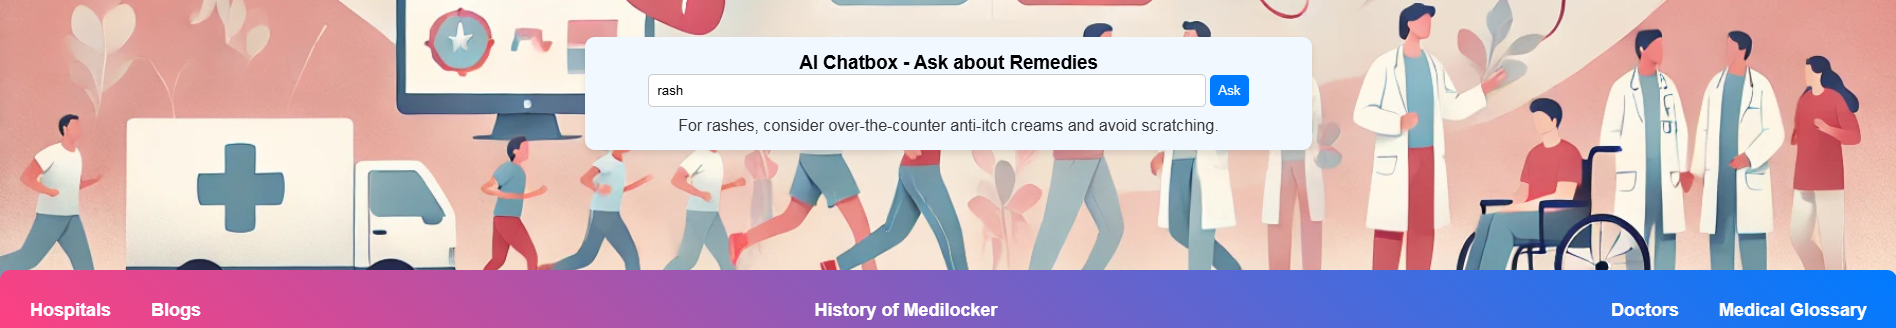 AI Chatbox - Ask about Remedies
rash
Ask
For rashes, consider over-the-counter anti-itch creams and avoid scratching.
Hospitals
Blogs
History of Medilocker
Doctors
Medical Glossary